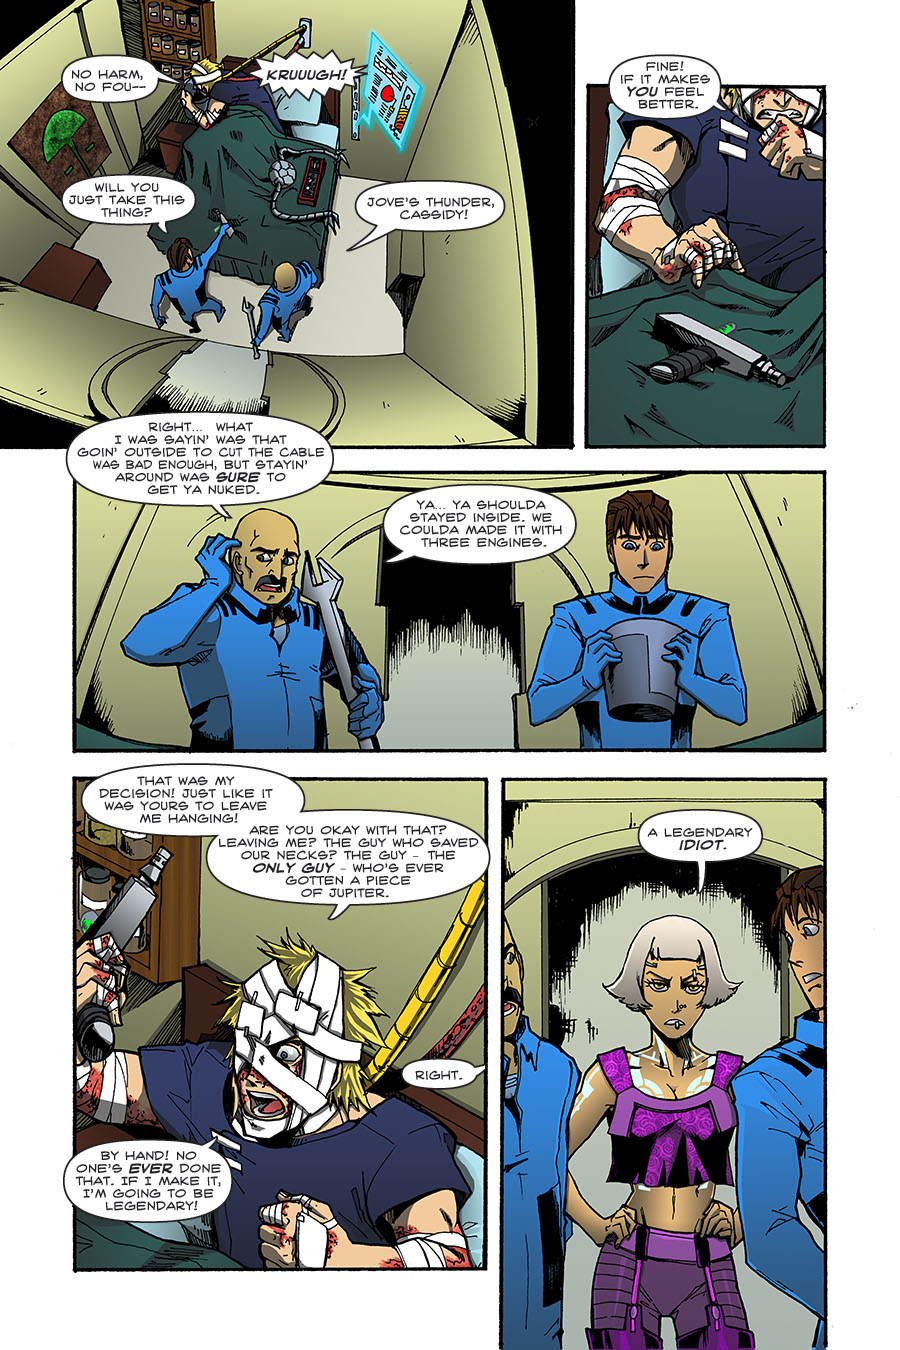 NO HARM,
NO FOU--
KRUUUGH!
WILL YOU
JUST TAKE THIS
THING?
JOVE'S THUNDER,
CASSIDY!
FINE!
IF IT MAKES
YOU FEEL
BETTER.
RIGHT... WHAT
I WAS SAYIN' WAS THAT
GOIN' OUTSIDE TO CUT THE CABLE
WAS BAD ENOUGH, BUT STAYIN'
AROUND WAS SURE TO
GET YA NUKED.
YA... YA SHOULDA
STAYED INSIDE. WE
COULDA MADE IT WITH
THREE ENGINES.
THAT WAS MY
DECISION! JUST LIKE IT
WAS YOURS TO LEAVE
ME HANGING!
ARE YOU OKAY WITH THAT?
LEAVING ME? THE GUY WHO SAVED
OUR NECKS? THE GUY - THE
ONLY GUY - WHO'S EVER
GOTTEN A PIECE
OF JUPITER.
RIGHT.
BY HAND! NO
ONE'S EVER DONE
THAT. IF I MAKE IT,
I'M GOING TO BE
LEGENDARY!
A LEGENDARY
IDIOT.